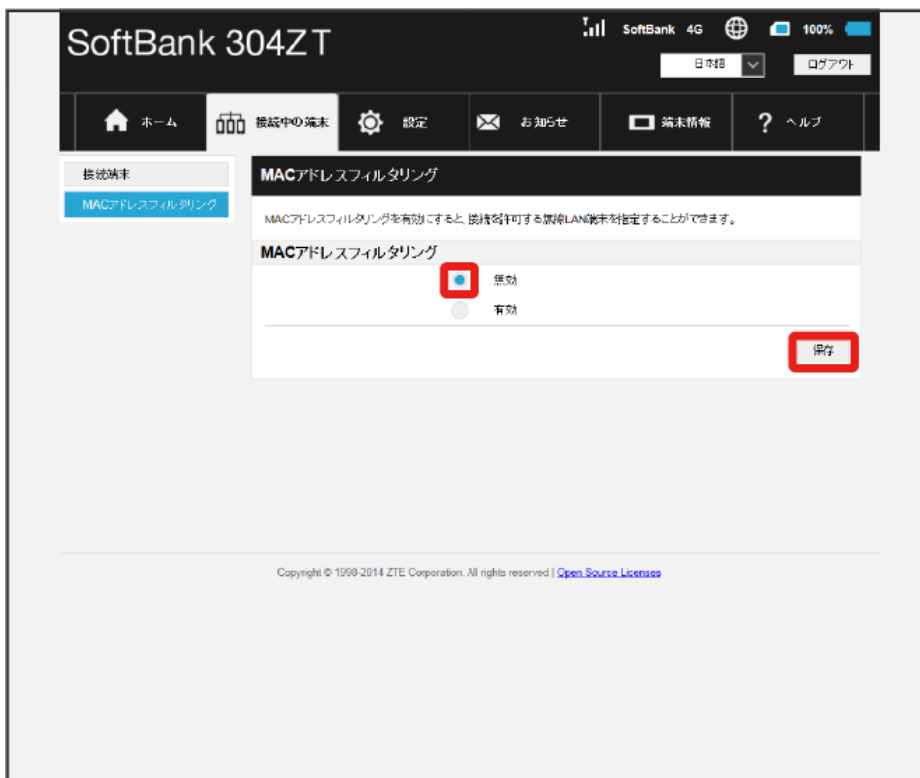 SoftBank 304ZT
SoftBank 4G 100%
日本語 ログアウト
ホーム 接続中の端末 設定 お知らせ 端末情報 ? ヘルプ
接続端末
MACアドレスフィルタリング
MACアドレスフィルタリング
MACアドレスフィルタリングを有効にすると、接続を許可する無線LAN端末を指定することができます。
MACアドレスフィルタリング
無効
有効
保存
Copyright © 1998-2014 ZTE Corporation. All rights reserved | Open Source Licenses